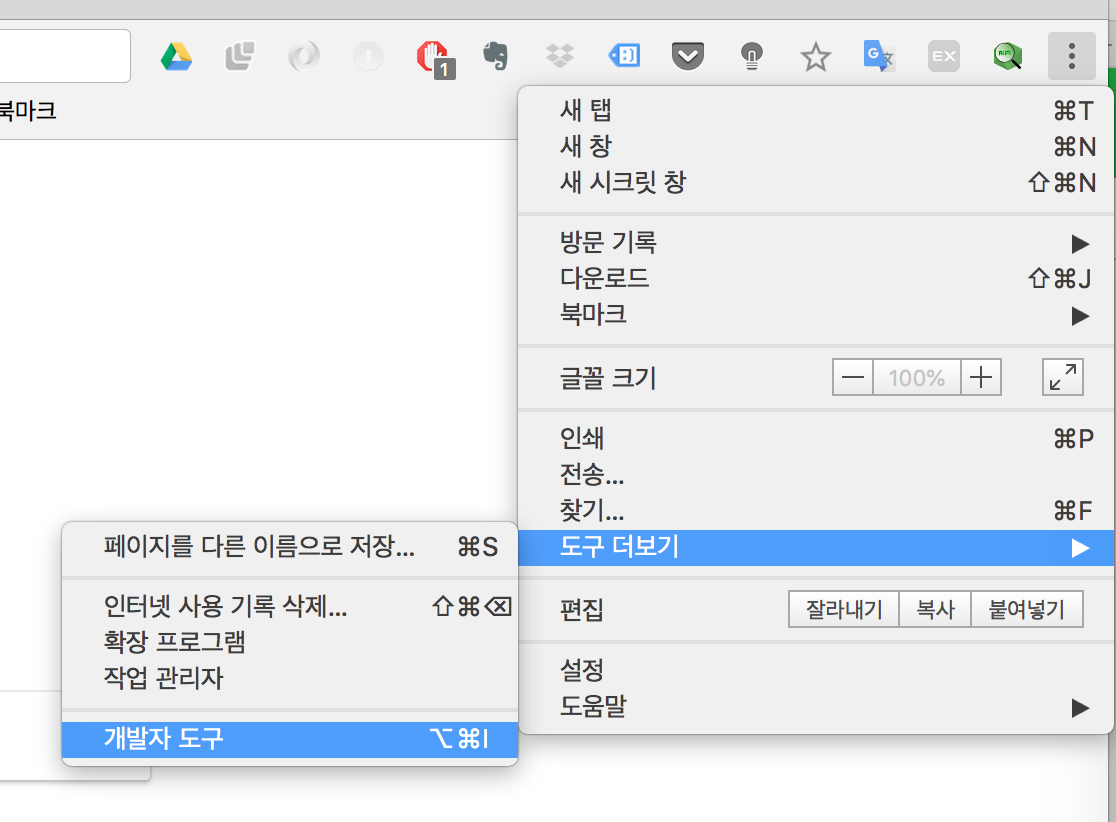 1
EX
북마크
새 탭 ⌘T
새 창 ⌘N
새 시크릿 창 ⇧⌘N
방문 기록 ▶
다운로드 ⇧⌘J
북마크 ▶
글꼴 크기 — 100% +
인쇄 ⌘P
전송...
찾기... ⌘F
도구 더보기 ▶
편집 잘라내기 복사 붙여넣기
설정
도움말 ▶
페이지를 다른 이름으로 저장... ⌘S
인터넷 사용 기록 삭제... ⇧⌘⌫
확장 프로그램
작업 관리자
개발자 도구 ⌥⌘I